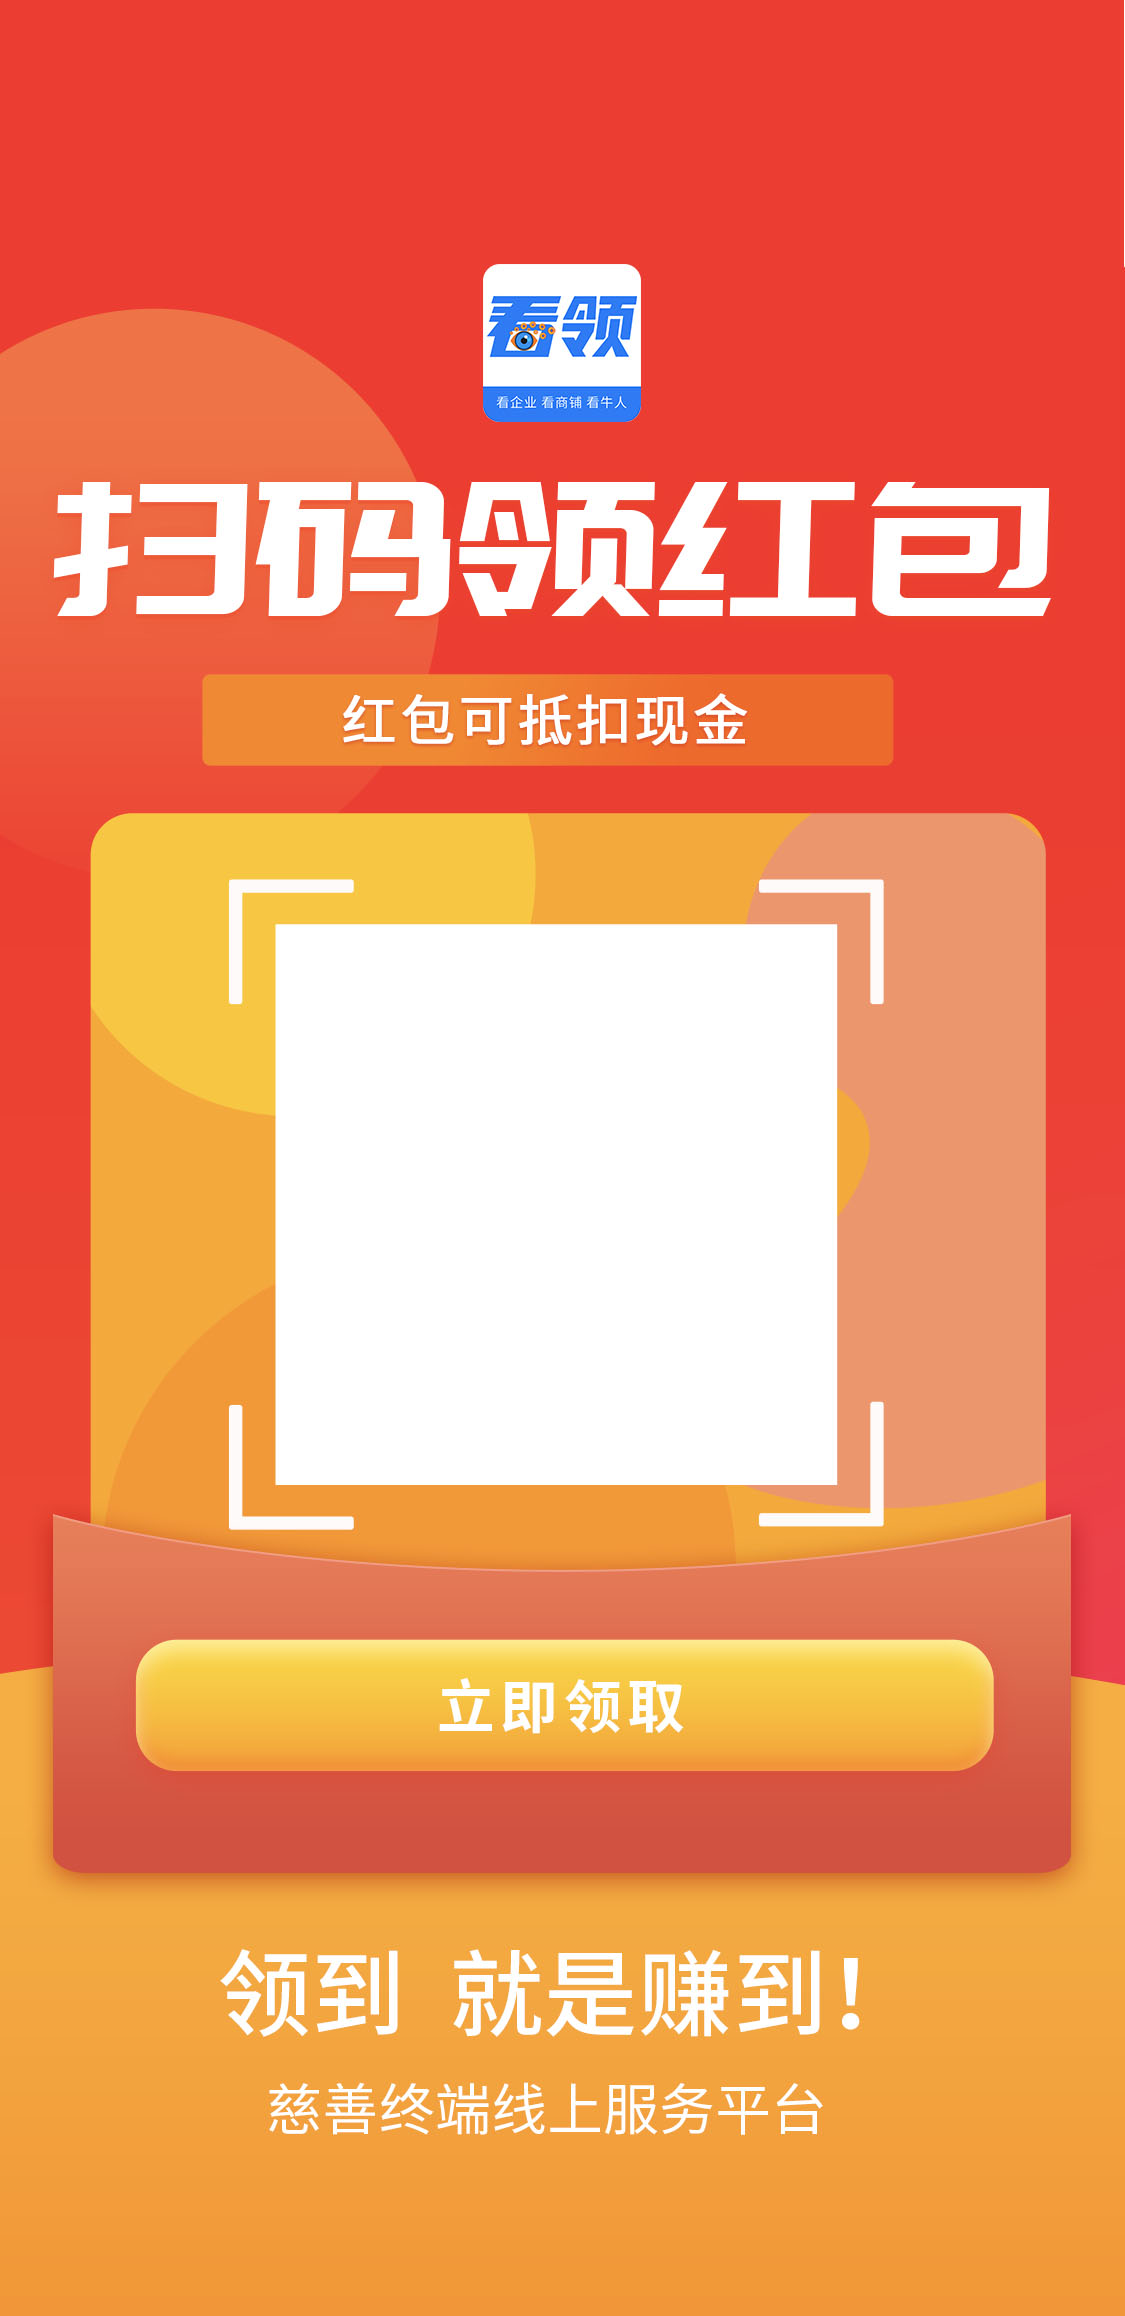 看领
看企业 看商铺 看牛人
扫码领红包
红包可抵扣现金
立即领取
领到 就是赚到！
慈善终端线上服务平台